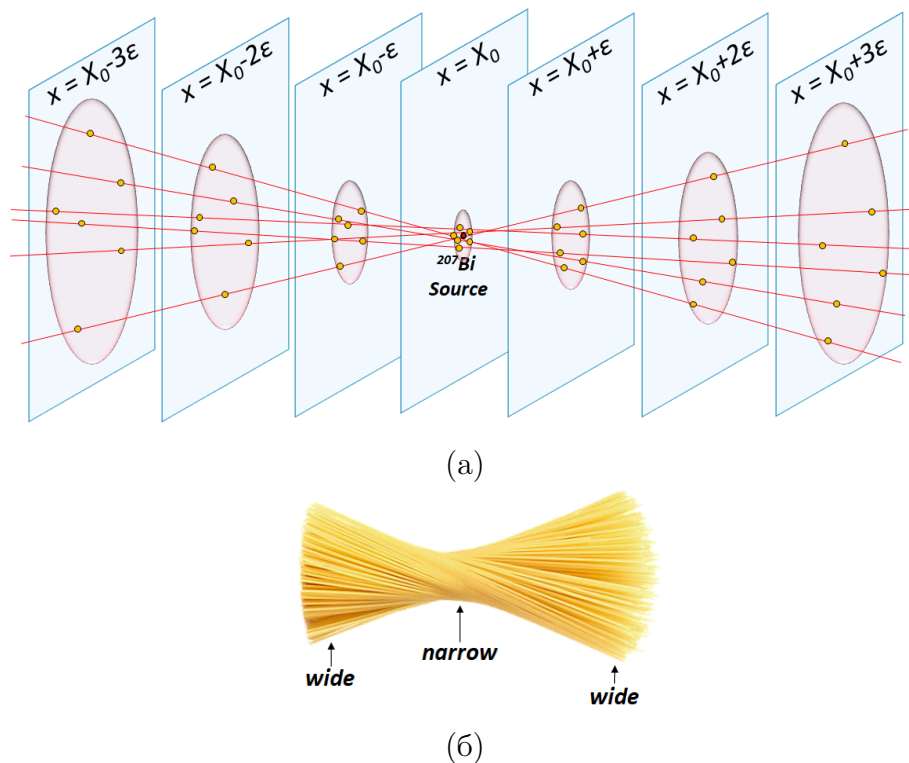 x = X₀-3ε
x = X₀-2ε
x = X₀-ε
x = X₀
x = X₀+ε
x = X₀+2ε
x = X₀+3ε
²⁰⁷Bi
Source
(а)
wide
narrow
wide
(б)